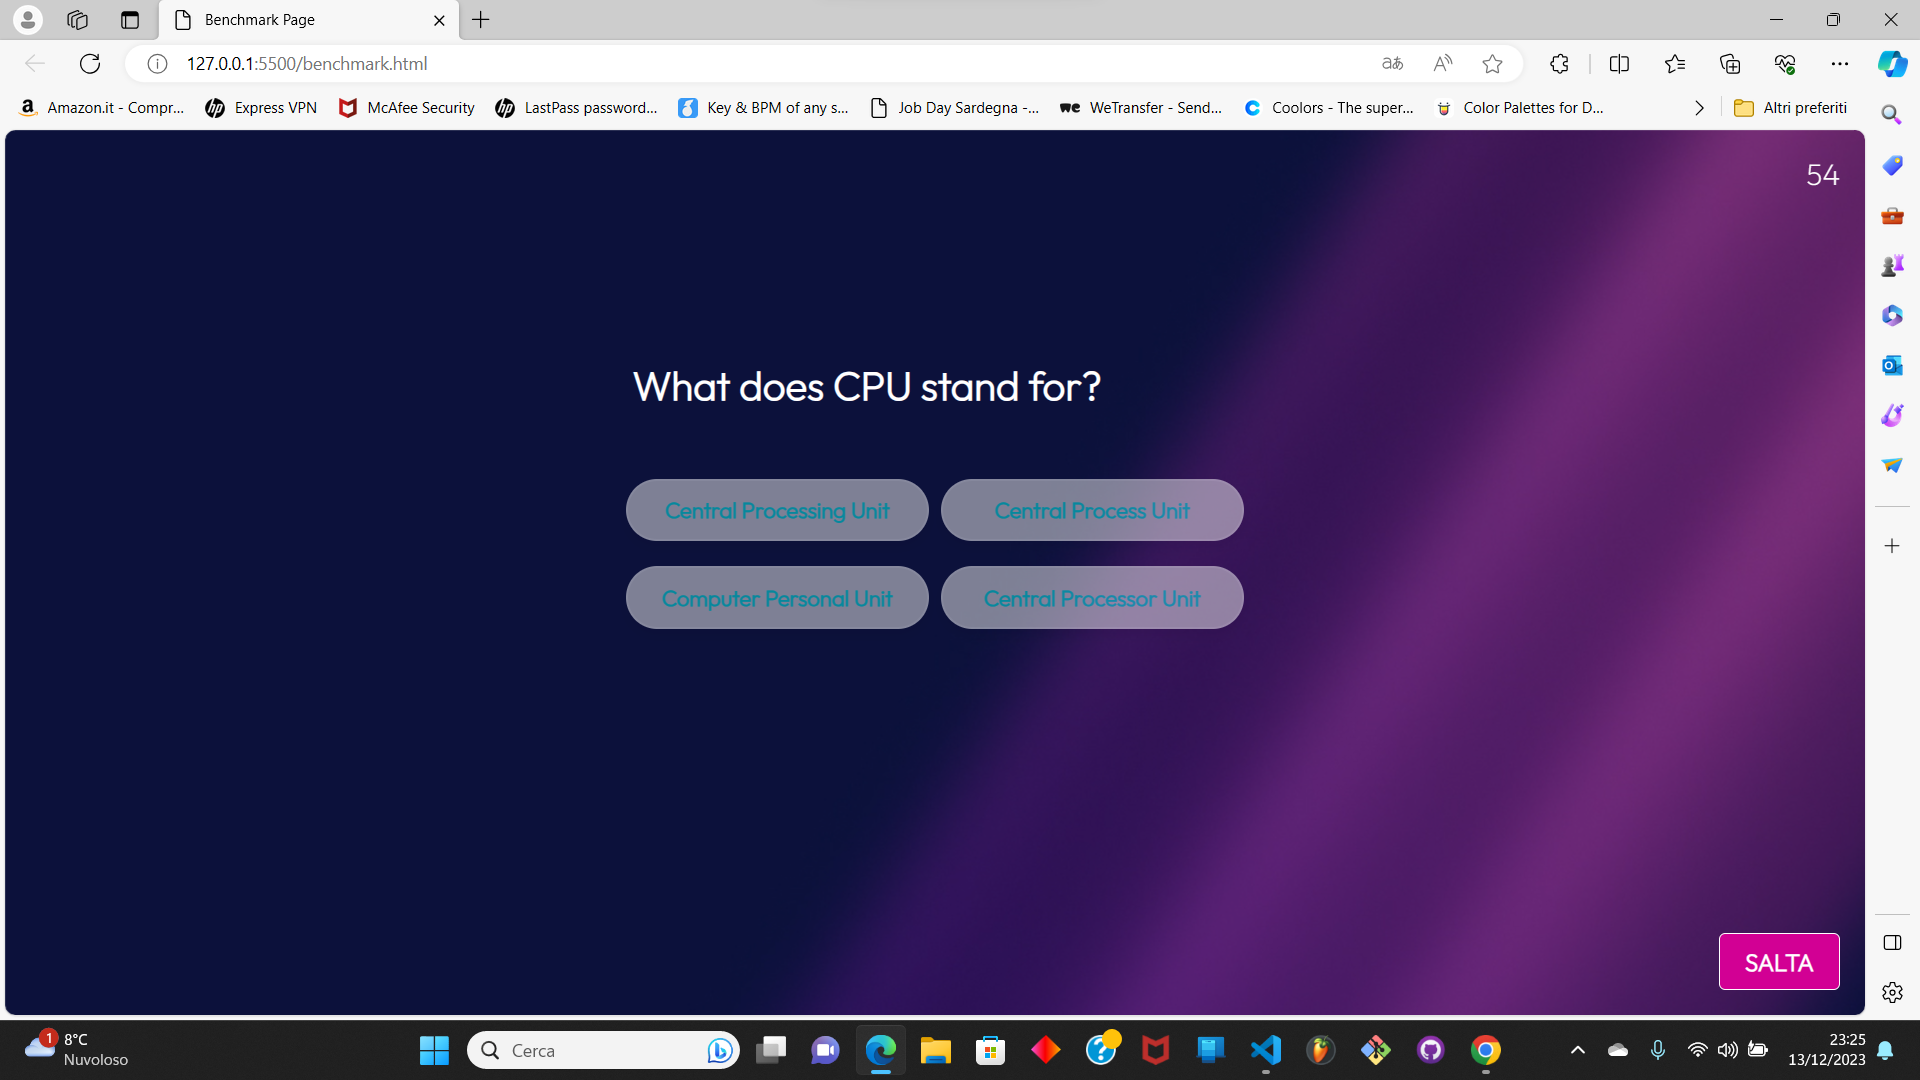 Benchmark Page
127.0.0.1:5500/benchmark.html
Amazon.it - Compr... Express VPN McAfee Security LastPass password... Key & BPM of any s... Job Day Sardegna -... WeTransfer - Send... Coolors - The super... Color Palettes for D... Altri preferiti
54
What does CPU stand for?
Central Processing Unit Central Process Unit
Computer Personal Unit Central Processor Unit
SALTA
1 8°C
Nuvoloso
Cerca
23:25
13/12/2023